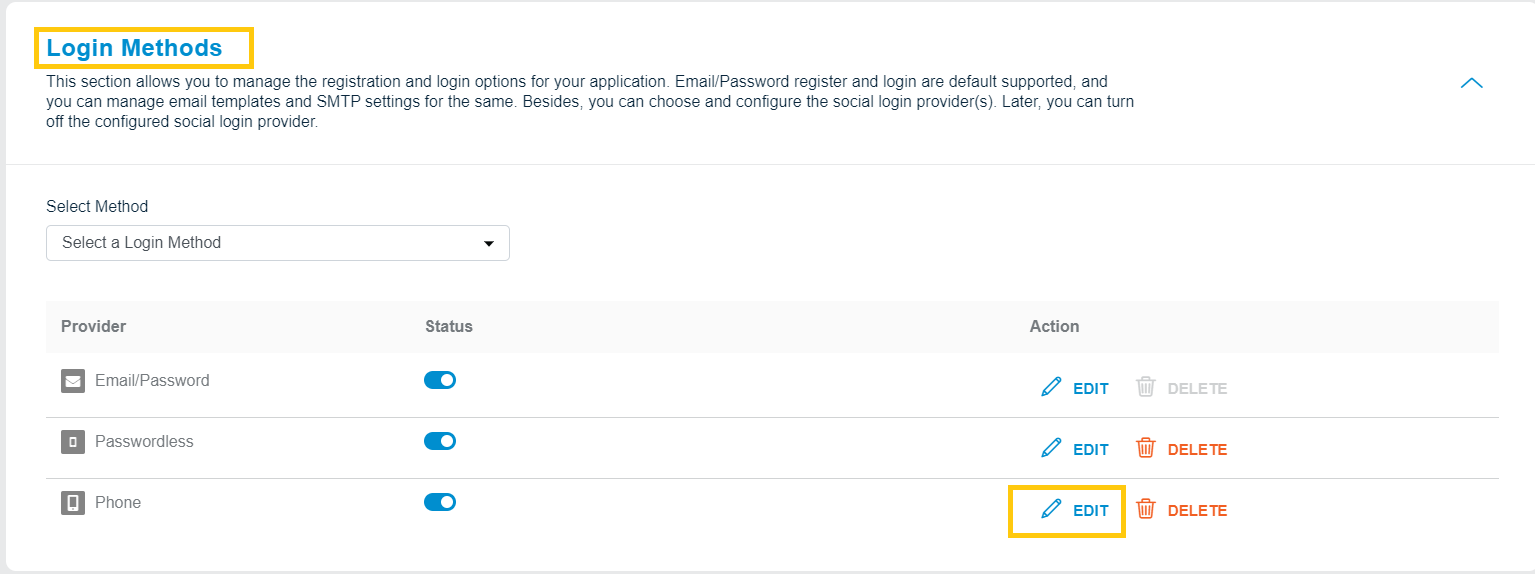 Login Methods
This section allows you to manage the registration and login options for your application. Email/Password register and login are default supported, and
you can manage email templates and SMTP settings for the same. Besides, you can choose and configure the social login provider(s). Later, you can turn
off the configured social login provider.
Select Method
Select a Login Method
Provider Status Action
Email/Password EDIT DELETE
Passwordless EDIT DELETE
Phone EDIT DELETE